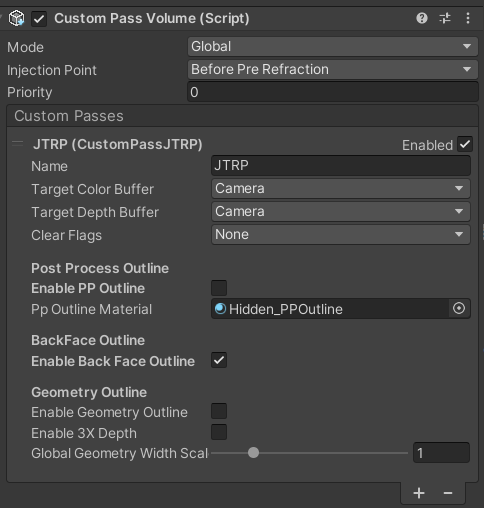 Custom Pass Volume (Script)
Mode Global
Injection Point Before Pre Refraction
Priority 0
Custom Passes
JTRP (CustomPassJTRP) Enabled
Name JTRP
Target Color Buffer Camera
Target Depth Buffer Camera
Clear Flags None
Post Process Outline
Enable PP Outline
Pp Outline Material Hidden_PPOutline
BackFace Outline
Enable Back Face Outline
Geometry Outline
Enable Geometry Outline
Enable 3X Depth
Global Geometry Width Scal 1